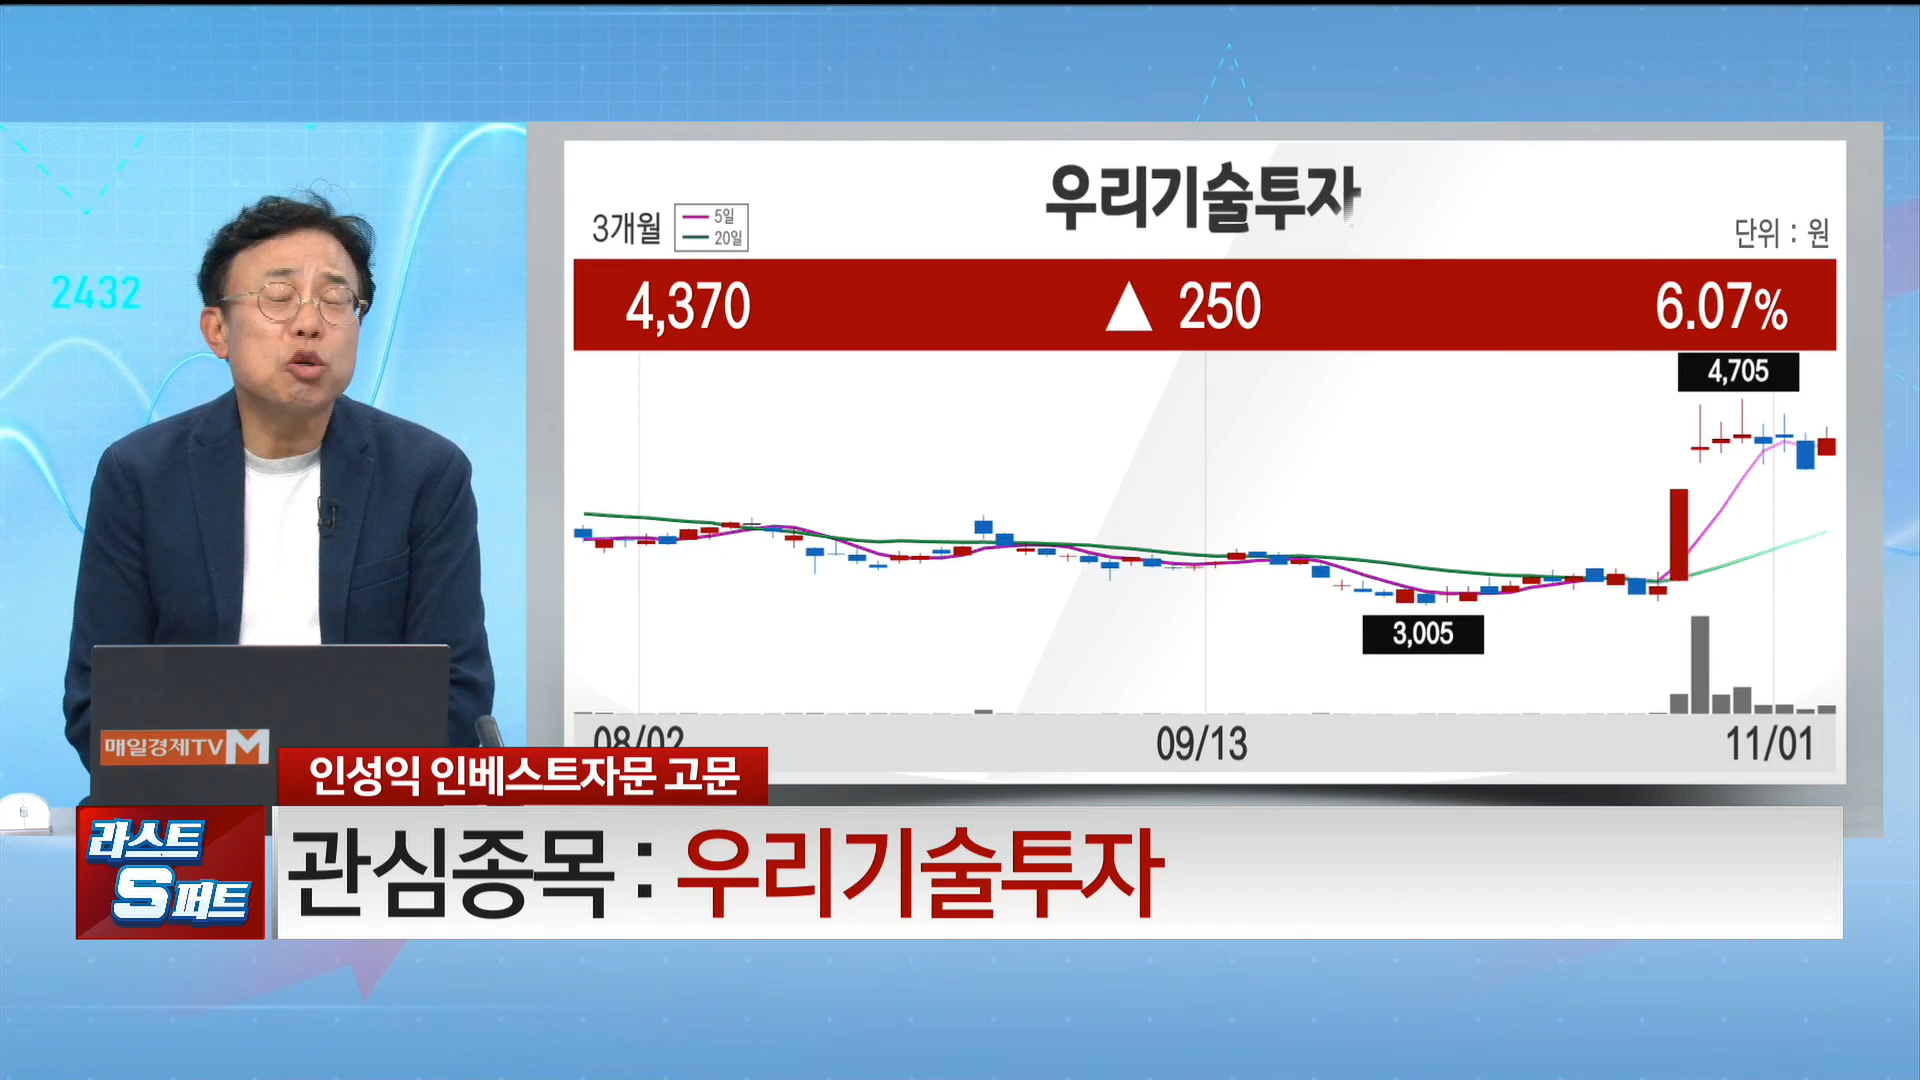 우리기술투자
3개월
5일
20일
단위 : 원
4,370 ▲ 250 6.07%
4,705
3,005
08/02 09/13 11/01
2432
매일경제TV M
인성익 인베스트자문 고문
라스트
S퍼트
관심종목 : 우리기술투자